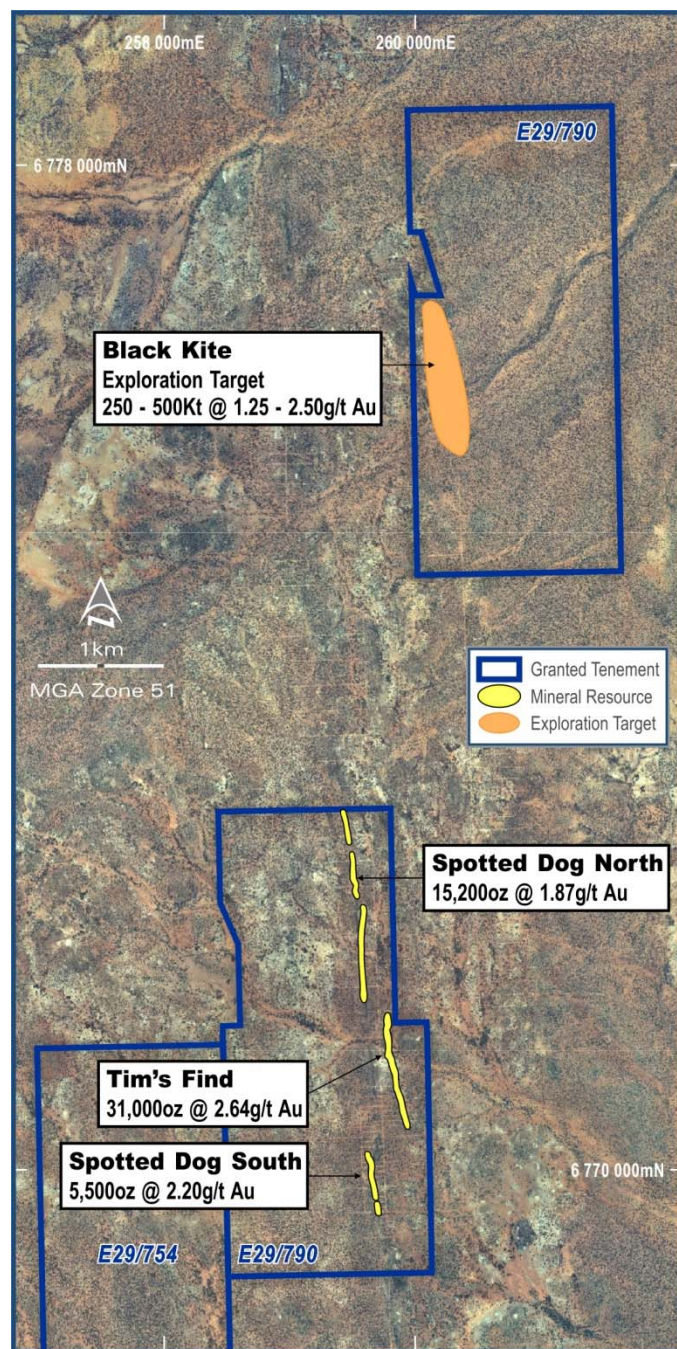 258 000mE
260 000mE
E29/790
6 778 000mN
Black Kite
Exploration Target
250 - 500Kt @ 1.25 - 2.50g/t Au
N
1km
MGA Zone 51
Granted Tenement
Mineral Resource
Exploration Target
Spotted Dog North
15,200oz @ 1.87g/t Au
Tim's Find
31,000oz @ 2.64g/t Au
Spotted Dog South
5,500oz @ 2.20g/t Au
6 770 000mN
E29/754
E29/790